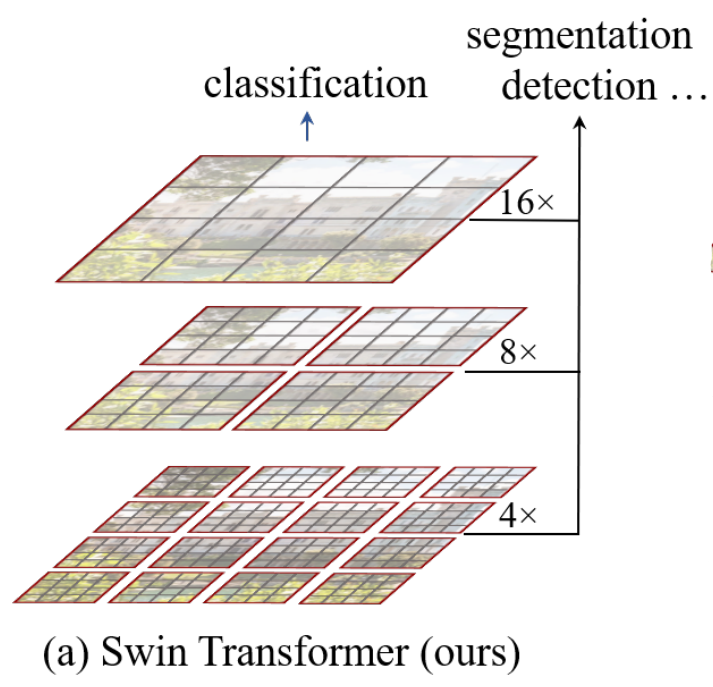 segmentation
classification
detection …
16×
8×
4×
(a) Swin Transformer (ours)